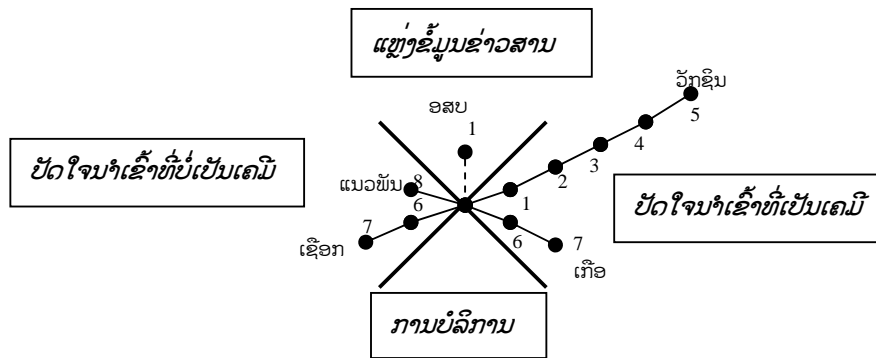 ແຫຼ່ງຂໍ້ມູນຂ່າວສານ
ວັກຊິນ
5
ອສບ
1
4
3
2
ປັດໃຈນຳເຂົ້າທີ່ບໍ່ເປັນເຄມີ
ແນວພັນ 8
6
1
ປັດໃຈນຳເຂົ້າທີ່ເປັນເຄມີ
7
6
7
ເຊືອກ
ເກືອ
ການບໍລິການ